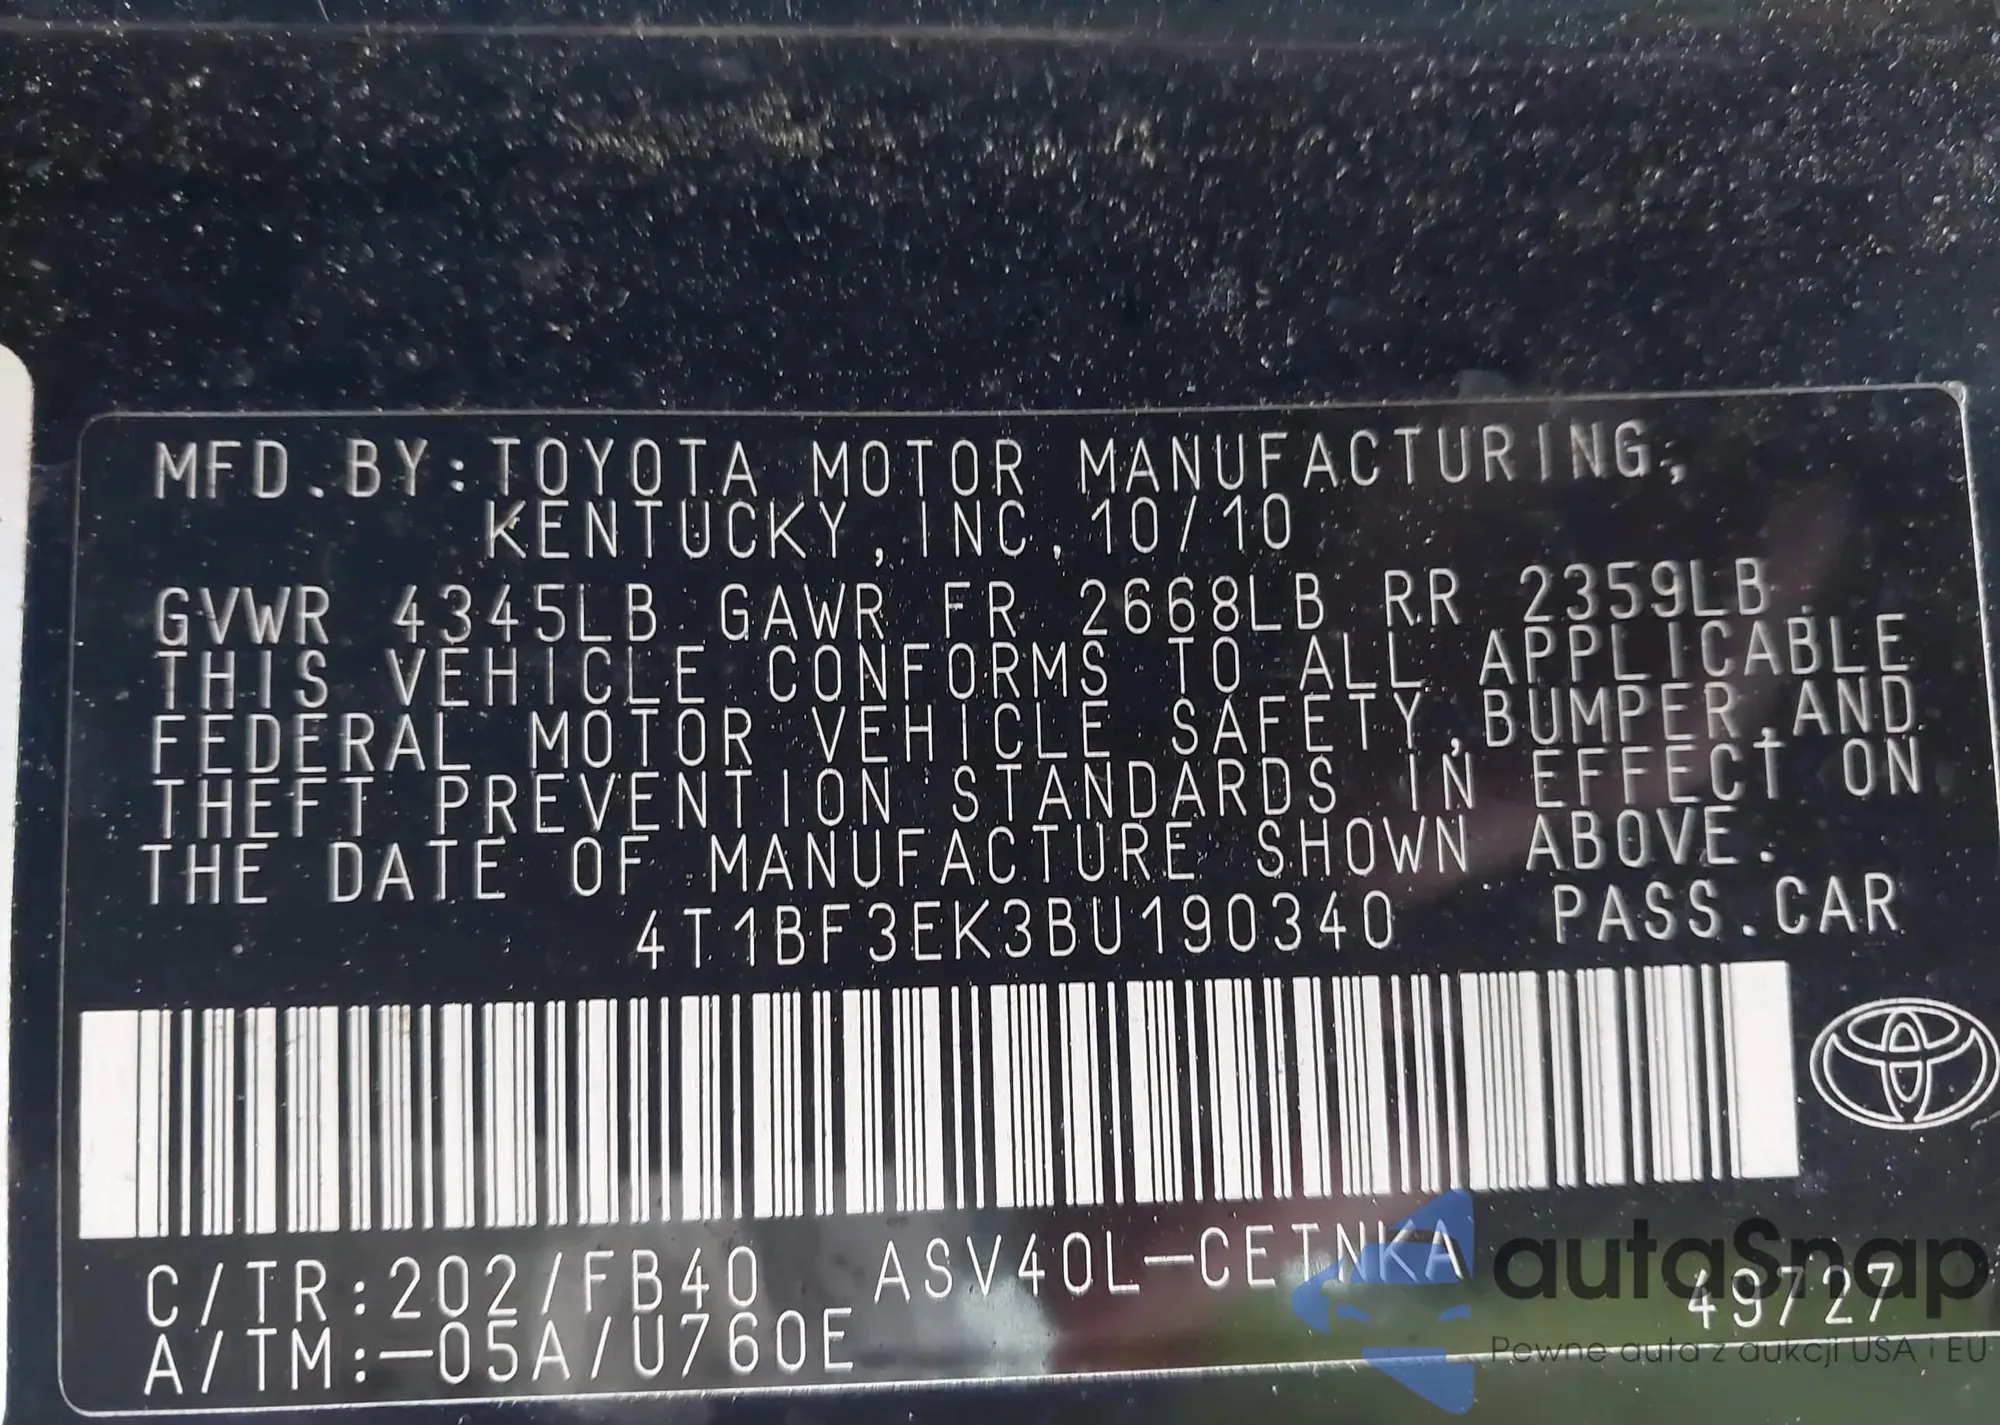 MFD.BY:TOYOTA MOTOR MANUFACTURING,
KENTUCKY,INC. 10/10
GVWR 4345LB GAWR FR 2668LB RR 2359LB
THIS VEHICLE CONFORMS TO ALL APPLICABLE
FEDERAL MOTOR VEHICLE SAFETY,BUMPER,AND
THEFT PREVENTION STANDARDS IN EFFECT ON
THE DATE OF MANUFACTURE SHOWN ABOVE.
4T1BF3EK3BU190340 PASS.CAR
C/TR:202/FB40 ASV40L-CETNKA
A/TM:-05A/U760E 49727
autaSnap
Pewne auta z aukcji USA i EU